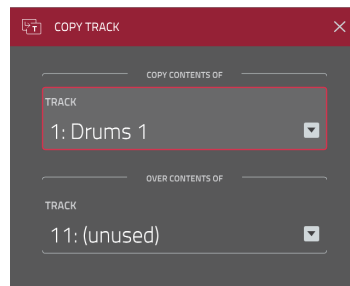 COPY TRACK
COPY CONTENTS OF
TRACK
1: Drums 1
OVER CONTENTS OF
TRACK
11: (unused)